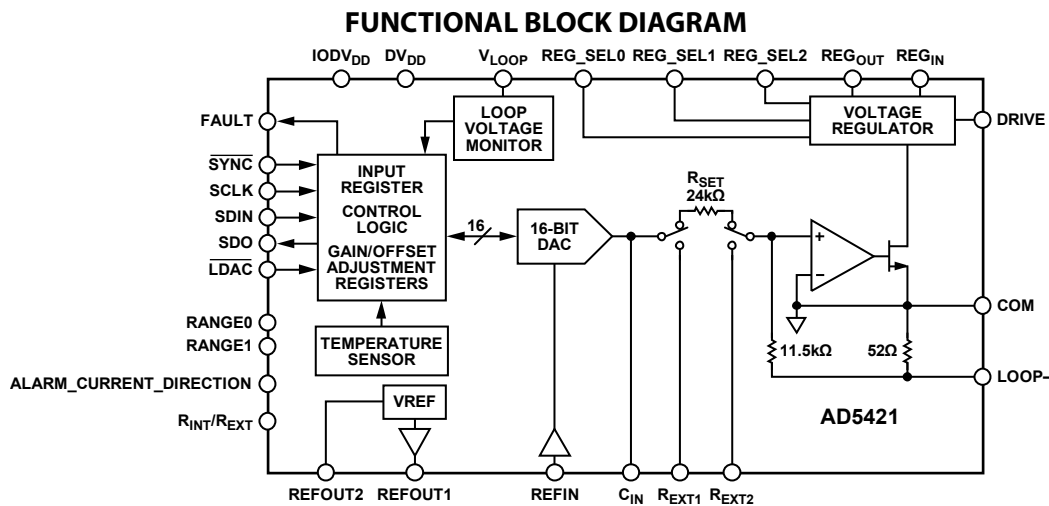 FUNCTIONAL BLOCK DIAGRAM
IODVDD DVDD VLOOP REG_SEL0 REG_SEL1 REG_SEL2 REGOUT REGIN
FAULT
SYNC
SCLK
SDIN
SDO
LDAC
RANGE0
RANGE1
ALARM_CURRENT_DIRECTION
RINT/REXT
LOOP
VOLTAGE
MONITOR
VOLTAGE
REGULATOR
DRIVE
INPUT
REGISTER
CONTROL
LOGIC
GAIN/OFFSET
ADJUSTMENT
REGISTERS
16
16-BIT
DAC
RSET
24kΩ
+
–
COM
11.5kΩ
52Ω
LOOP–
TEMPERATURE
SENSOR
VREF
AD5421
REFOUT2 REFOUT1 REFIN CIN REXT1 REXT2